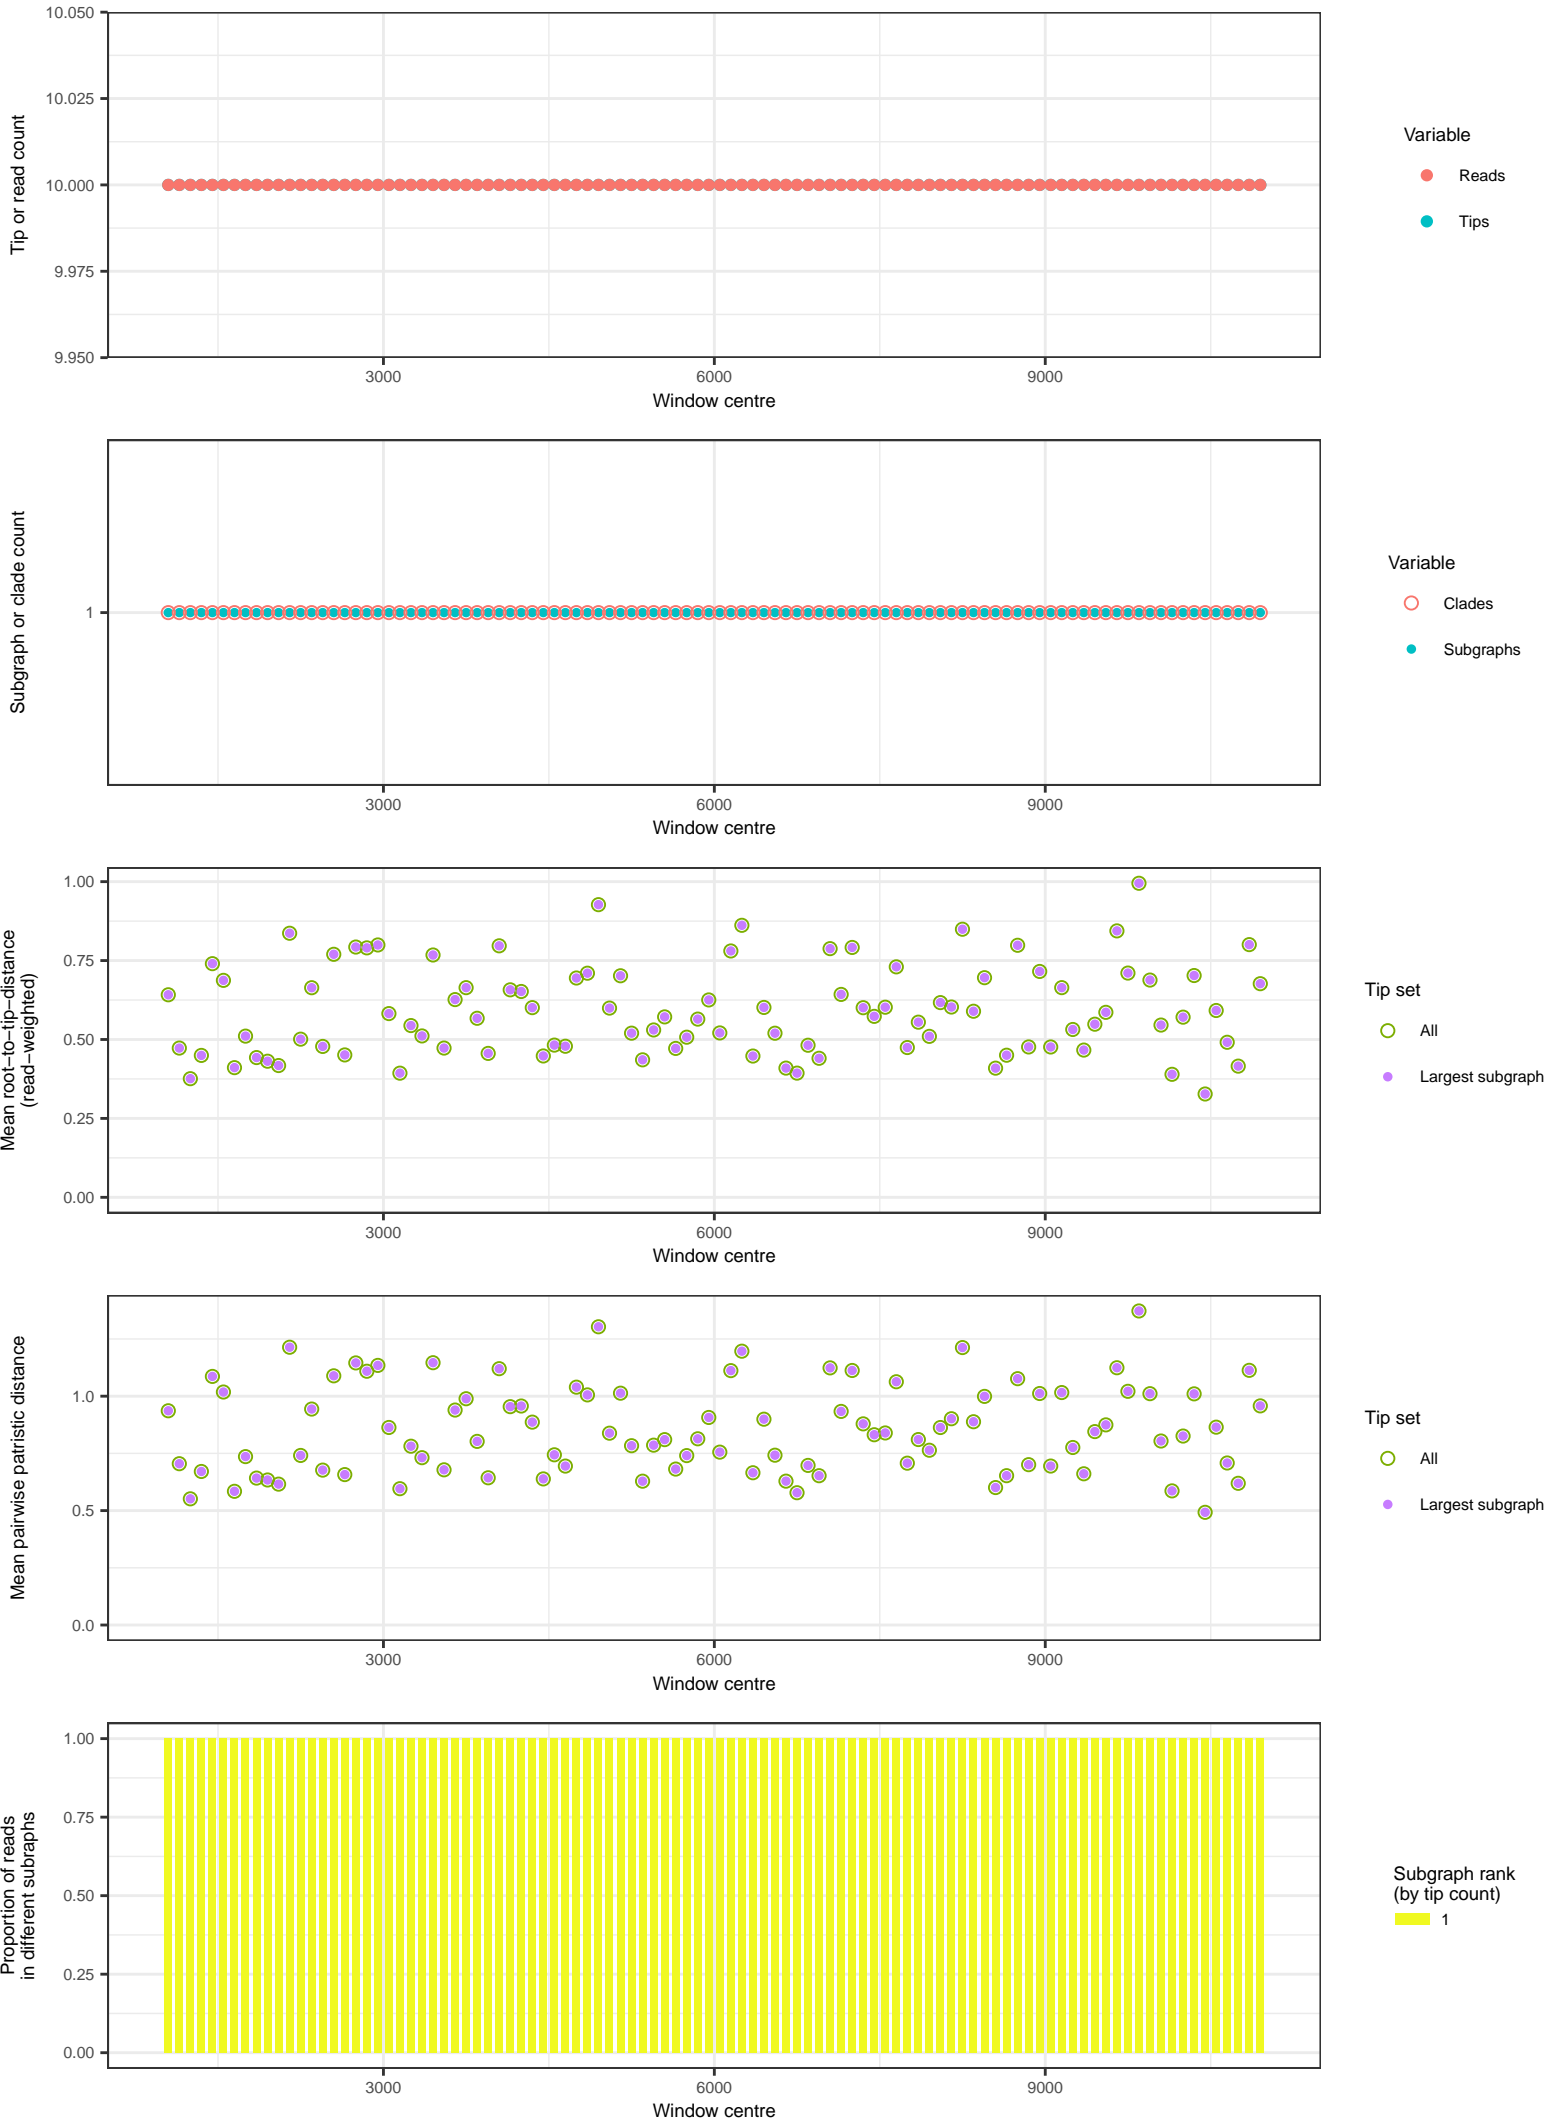 10.050
10.025
10.000
9.975
9.950
Tip or read count
3000 6000 9000
Window centre
Variable
Reads
Tips
1
Subgraph or clade count
3000 6000 9000
Window centre
Variable
Clades
Subgraphs
1.00
0.75
0.50
0.25
0.00
Mean root−to−tip−distance
(read−weighted)
3000 6000 9000
Window centre
Tip set
All
Largest subgraph
1.0
0.5
0.0
Mean pairwise patristic distance
3000 6000 9000
Window centre
Tip set
All
Largest subgraph
1.00
0.75
0.50
0.25
0.00
Proportion of reads
in different subraphs
3000 6000 9000
Window centre
Subgraph rank
(by tip count)
1